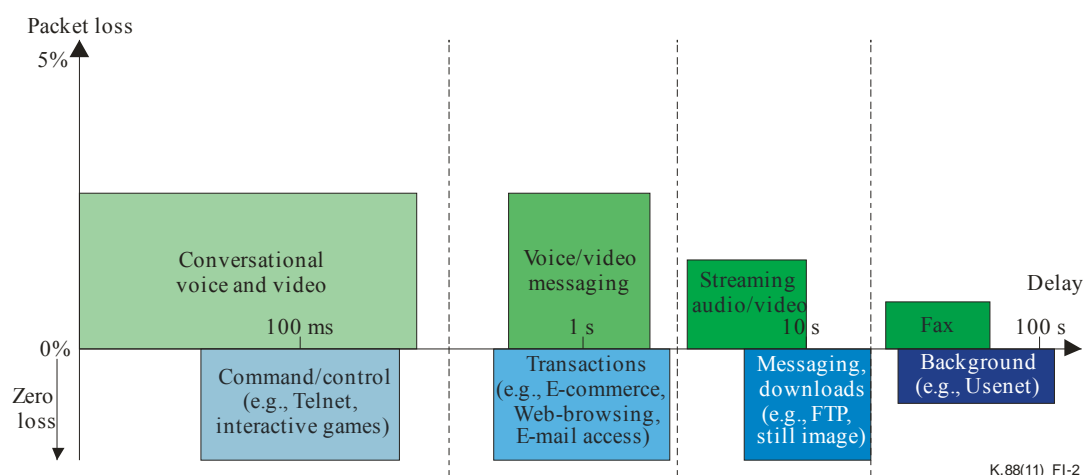 Packet loss
5%
Conversational
voice and video
Voice/video
messaging
Streaming
audio/video
Fax
Delay
100 ms
1 s
10 s
100 s
0%
Zero
loss
Command/control
(e.g., Telnet,
interactive games)
Transactions
(e.g., E-commerce,
Web-browsing,
E-mail access)
Messaging,
downloads
(e.g., FTP,
still image)
Background
(e.g., Usenet)
K.88(11)_FI-2